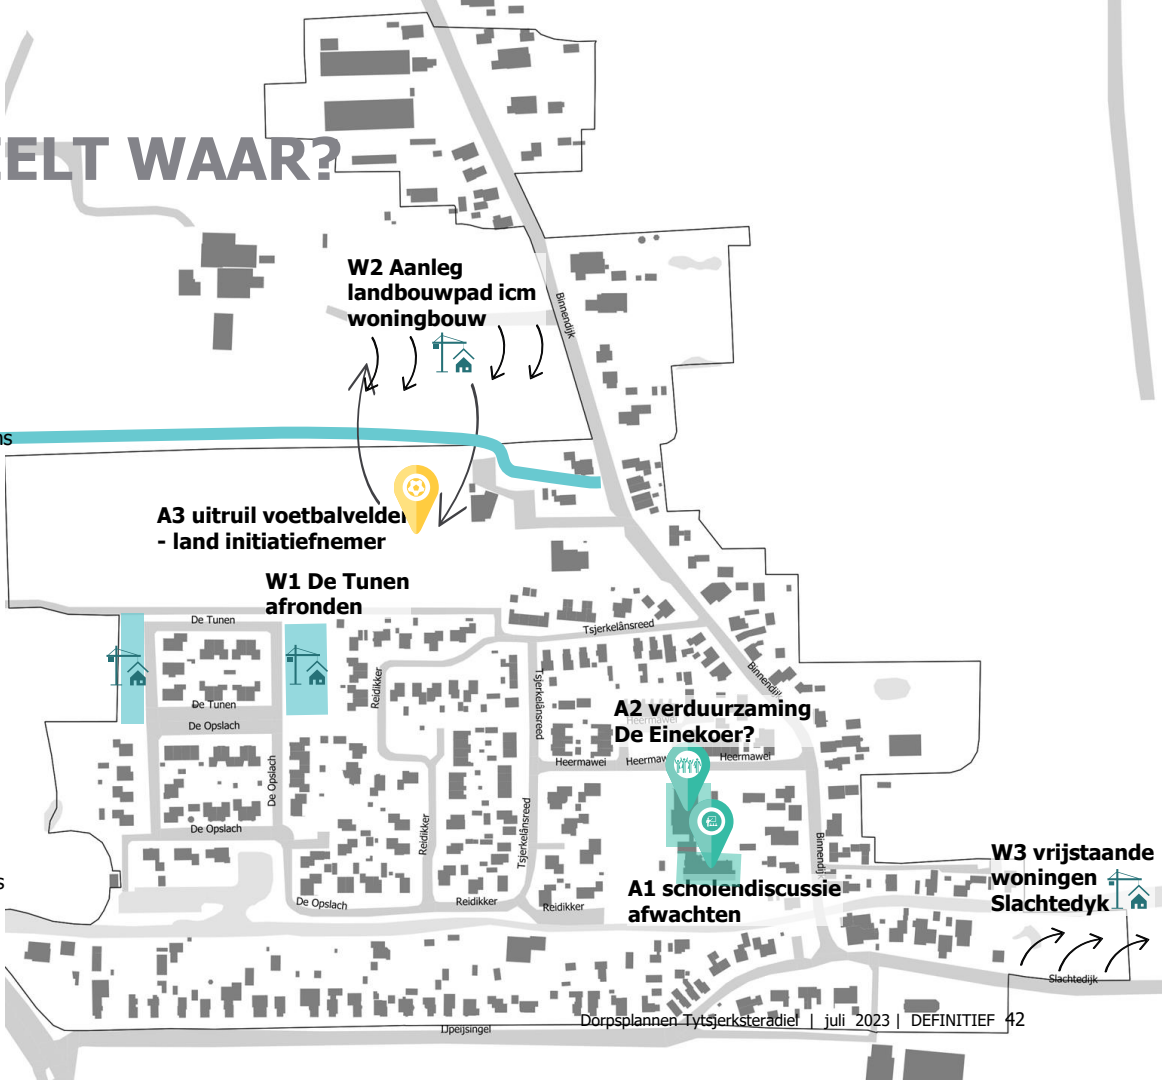 ELT WAAR?
W2 Aanleg
landbouwpad icm
woningbouw
Binnendijk
A3 uitruil voetbalvelden
- land initiatiefnemer
W1 De Tunen
afronden
De Tunen
Tsjerkelânsreed
Reidikker
Tsjerkelânsreed
Binnendijk
De Tunen
De Opslach
A2 verduurzaming
De Einekoer?
Heermawei
Heermawei
Heermawei
Heermawei
De Opslach
De Opslach
Reidikker
Tsjerkelânsreed
Binnendijk
W3 vrijstaande
woningen
Slachtedyk
A1 scholendiscussie
afwachten
De Opslach
Reidikker
Reidikker
Slachtedijk
IJpeijsingel
Dorpsplannen Tytsjerksteradiel | juli 2023 | DEFINITIEF 42